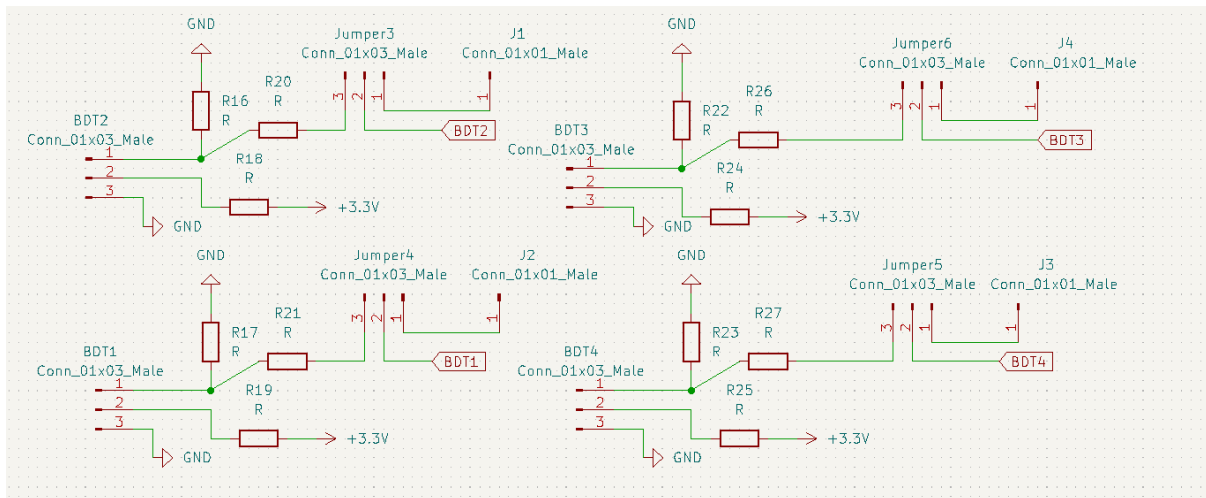 GND
Jumper3
Conn_01x03_Male
J1
Conn_01x01_Male
R20
R
R16
R
3
2
1
1
BDT2
BDT2
Conn_01x03_Male
1
2
3
R18
R
+3.3V
GND
GND
Jumper6
Conn_01x03_Male
J4
Conn_01x01_Male
R26
R
R22
R
3
2
1
1
BDT3
BDT3
Conn_01x03_Male
1
2
3
R24
R
+3.3V
GND
GND
Jumper4
Conn_01x03_Male
J2
Conn_01x01_Male
R21
R
R17
R
3
2
1
1
BDT1
BDT1
Conn_01x03_Male
1
2
3
R19
R
+3.3V
GND
GND
Jumper5
Conn_01x03_Male
J3
Conn_01x01_Male
R27
R
R23
R
3
2
1
1
BDT4
BDT4
Conn_01x03_Male
1
2
3
R25
R
+3.3V
GND